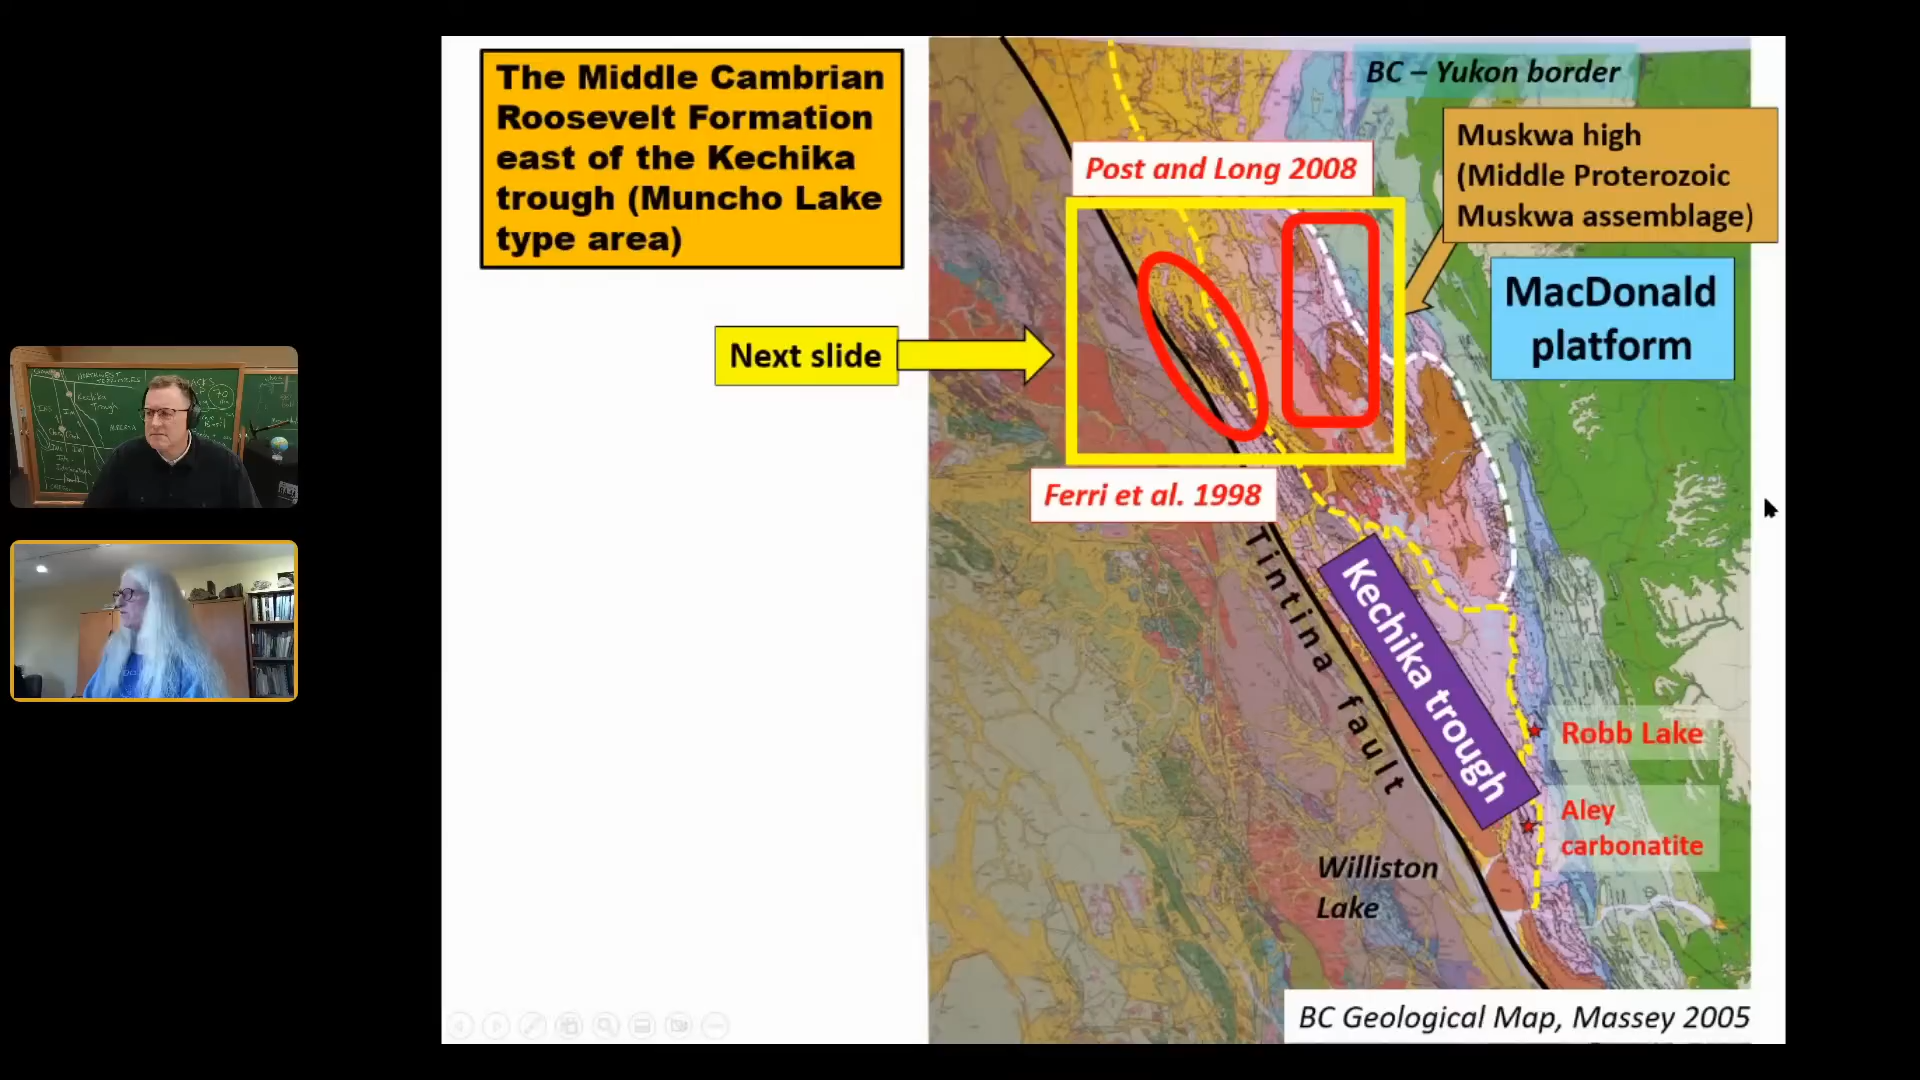 The Middle Cambrian
Roosevelt Formation
east of the Kechika
trough (Muncho Lake
type area)
BC – Yukon border
Muskwa high
(Middle Proterozoic
Muskwa assemblage)
Post and Long 2008
MacDonald
platform
Next slide
Ferri et al. 1998
Tintina fault
Kechika trough
Robb Lake
Aley
carbonatite
Williston
Lake
BC Geological Map, Massey 2005
Kechika
Trough